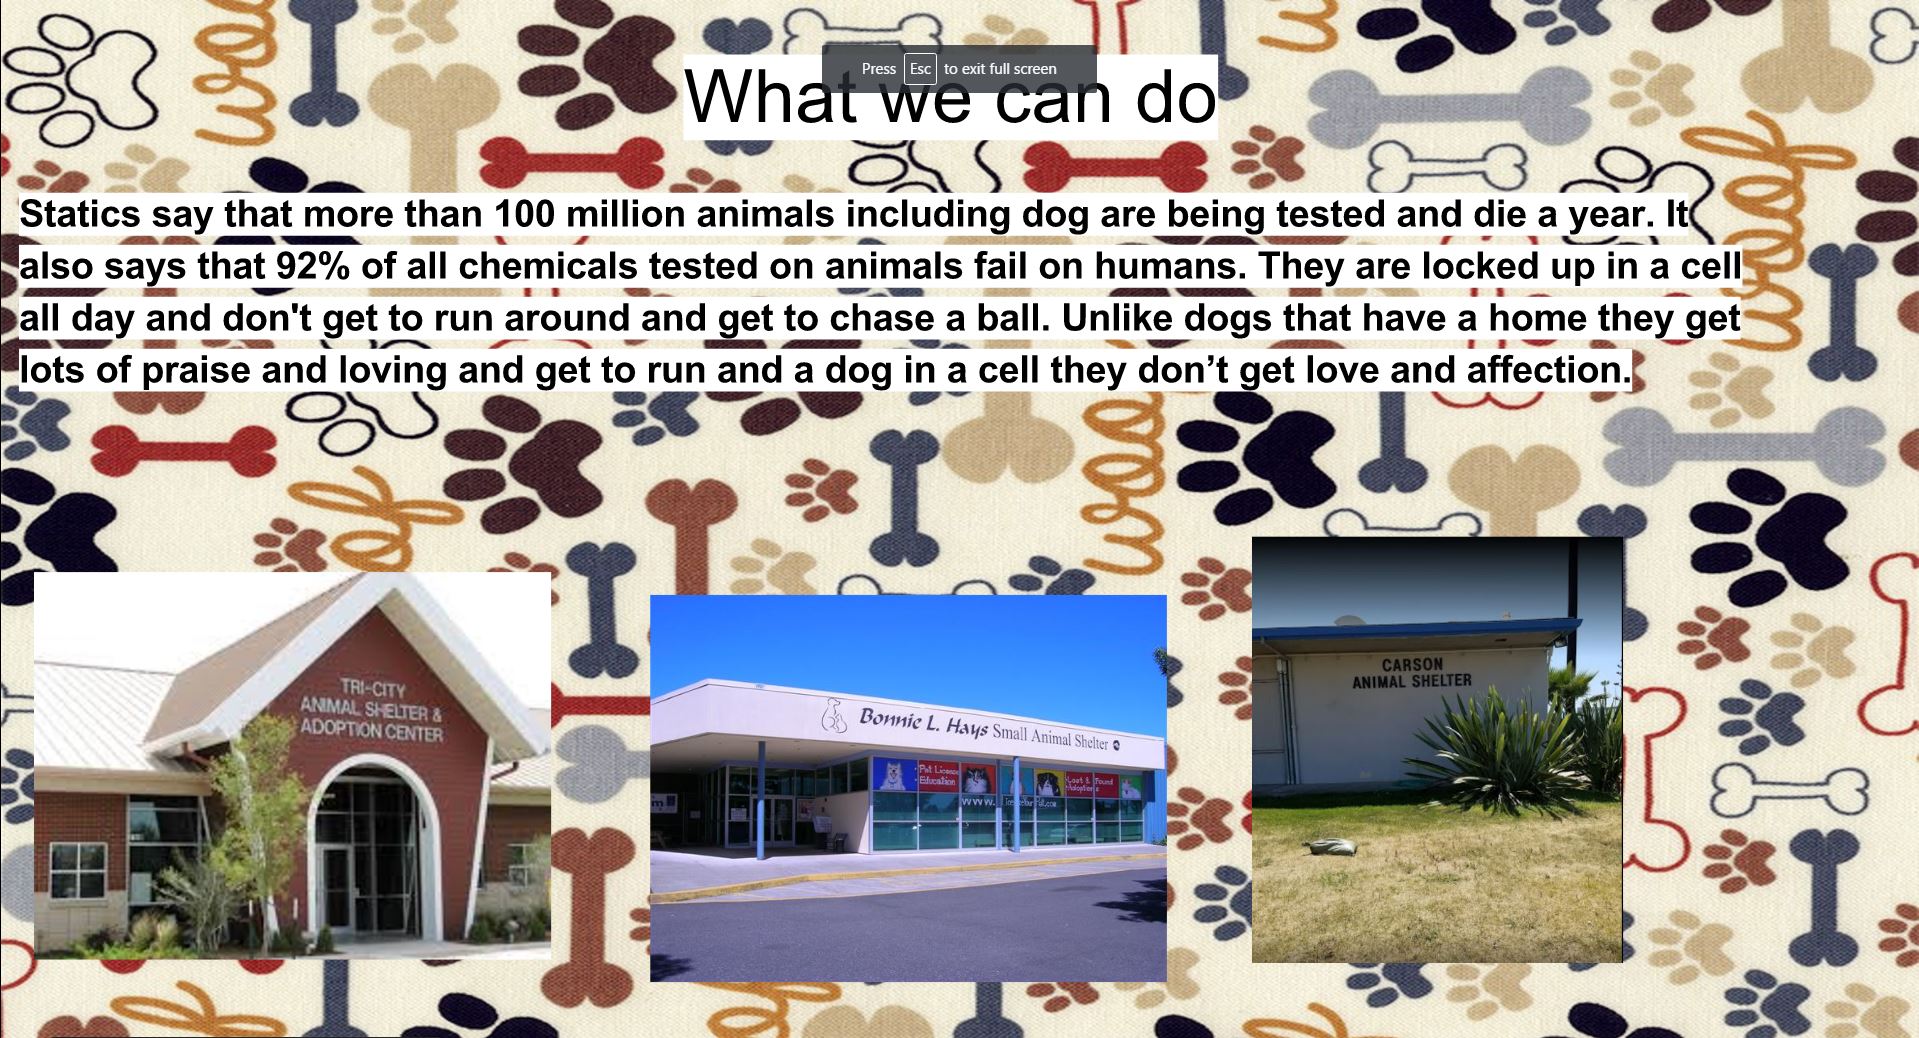 Press Esc to exit full screen
What we can do
Statics say that more than 100 million animals including dog are being tested and die a year. It
also says that 92% of all chemicals tested on animals fail on humans. They are locked up in a cell
all day and don't get to run around and get to chase a ball. Unlike dogs that have a home they get
lots of praise and loving and get to run and a dog in a cell they don’t get love and affection.
TRI-CITY
ANIMAL SHELTER &
ADOPTION CENTER
Bonnie L. Hays Small Animal Shelter
Pet License
Education
Lost & Found
Adoptions
www.
CARSON
ANIMAL SHELTER
woof
woof
woof